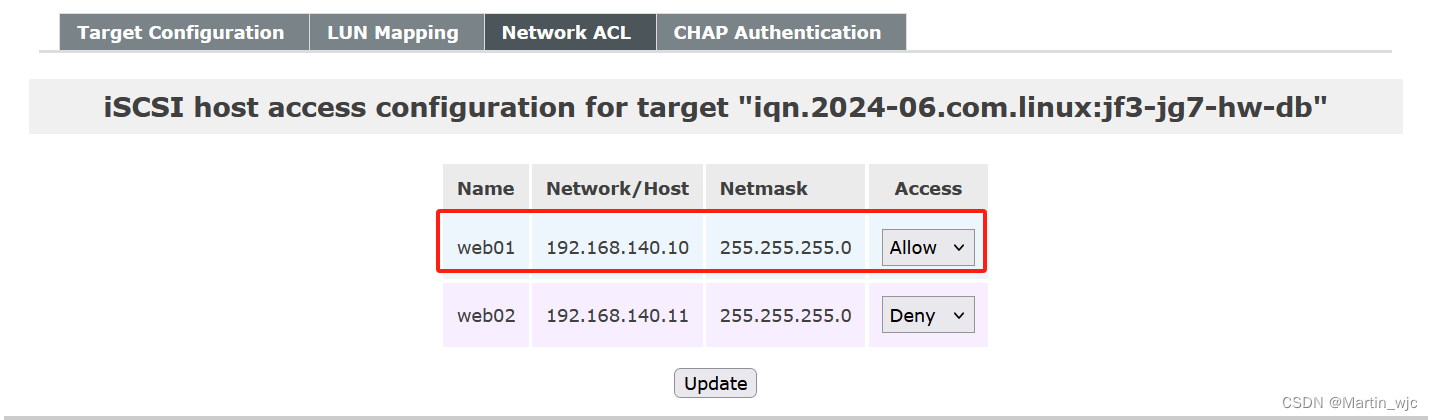 Target Configuration LUN Mapping Network ACL CHAP Authentication
iSCSI host access configuration for target "iqn.2024-06.com.linux:jf3-jg7-hw-db"
Name Network/Host Netmask Access
web01 192.168.140.10 255.255.255.0 Allow
web02 192.168.140.11 255.255.255.0 Deny
Update
CSDN @Martin_wjc